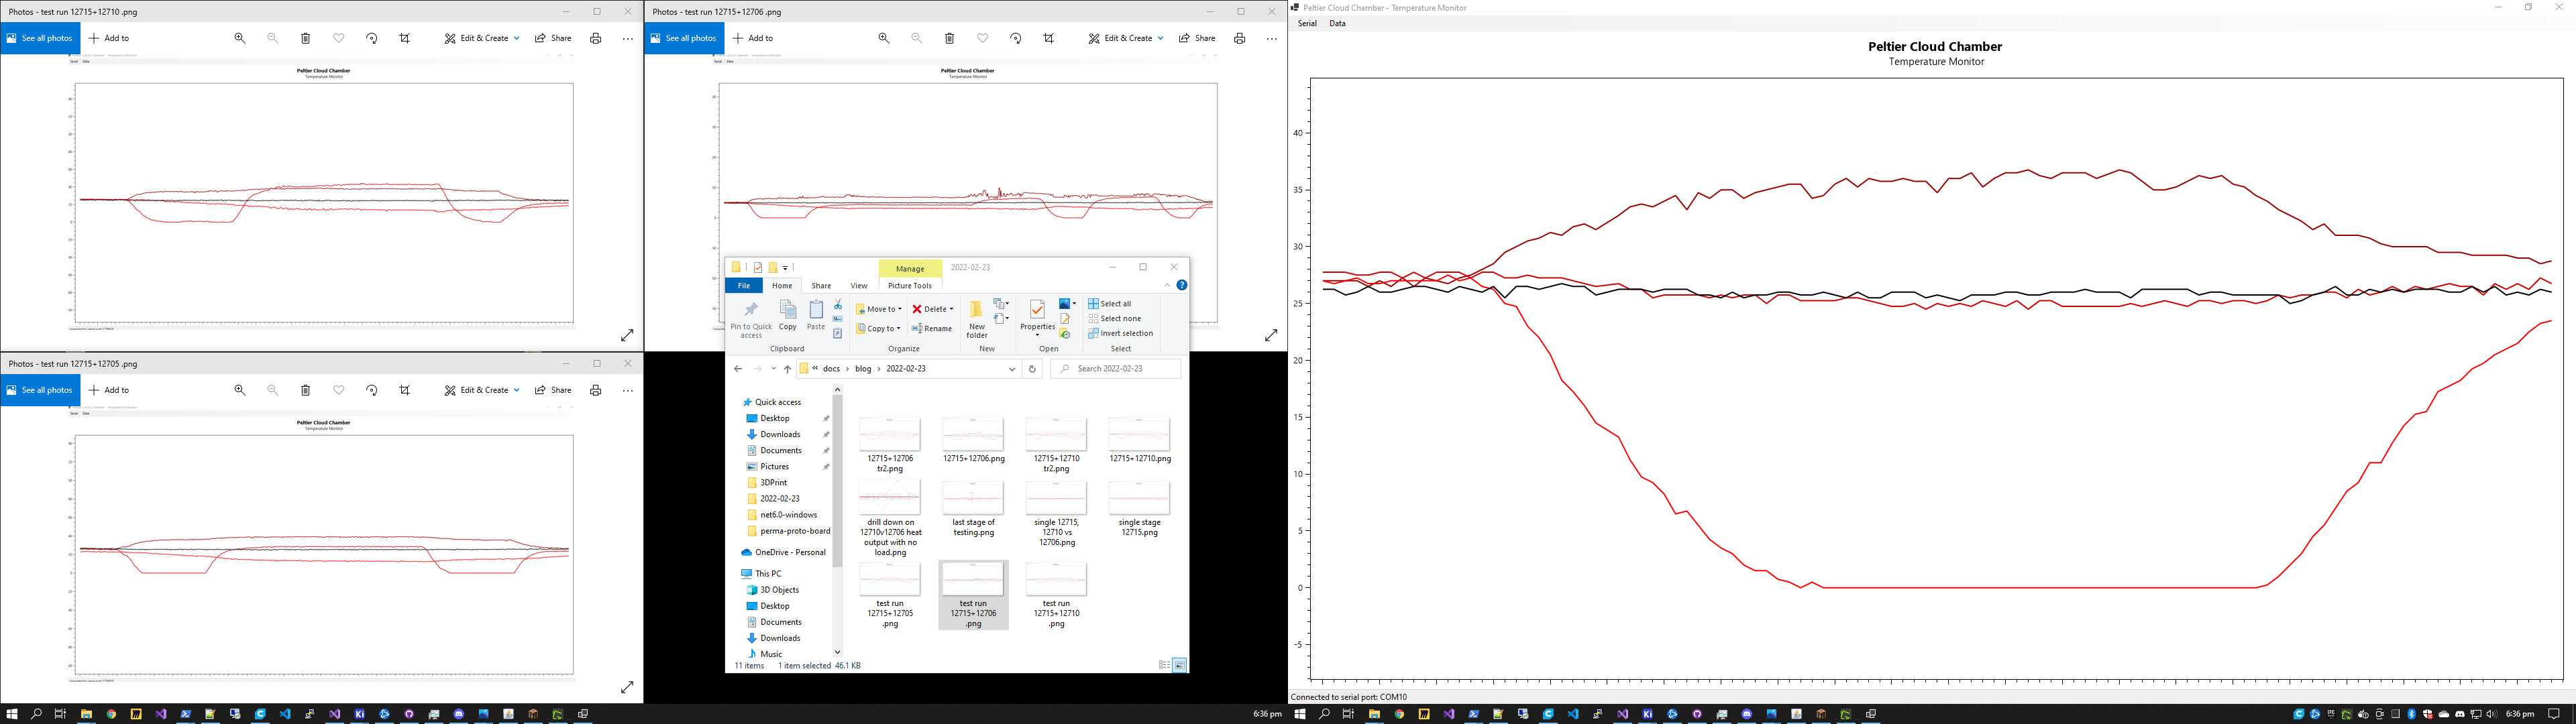 Photos - test run 12715+12710 .png
See all photos
Add to
Edit & Create
Share
Peltier Cloud Chamber
Temperature Monitor
Photos - test run 12715+12706 .png
See all photos
Add to
Edit & Create
Share
Peltier Cloud Chamber
Temperature Monitor
Photos - test run 12715+12705 .png
See all photos
Add to
Edit & Create
Share
Peltier Cloud Chamber
Temperature Monitor
Manage
2022-02-23
File
Home
Share
View
Picture Tools
Pin to Quick access
Copy
Paste
Move to
Copy to
Delete
Rename
New folder
Properties
Select all
Select none
Invert selection
Clipboard
Organize
New
Open
Select
docs > blog > 2022-02-23
Search 2022-02-23
Quick access
Desktop
Downloads
Documents
Pictures
3DPrint
2022-02-23
net6.0-windows
perma-proto-board
OneDrive - Personal
This PC
3D Objects
Desktop
Documents
Downloads
Music
12715+12706
tr2.png
12715+12706.png
12715+12710
tr2.png
12715+12710.png
drill down on
12710v12706 heat
output with no
load.png
last stage of
testing.png
single 12715,
12710 vs
12706.png
single stage
12715.png
test run
12715+12705
.png
test run
12715+12706
.png
test run
12715+12710
.png
11 items
1 item selected 46.1 KB
Peltier Cloud Chamber - Temperature Monitor
Serial
Data
Peltier Cloud Chamber
Temperature Monitor
40
35
30
25
20
15
10
5
0
-5
Connected to serial port: COM10
6:36 pm
6:36 pm